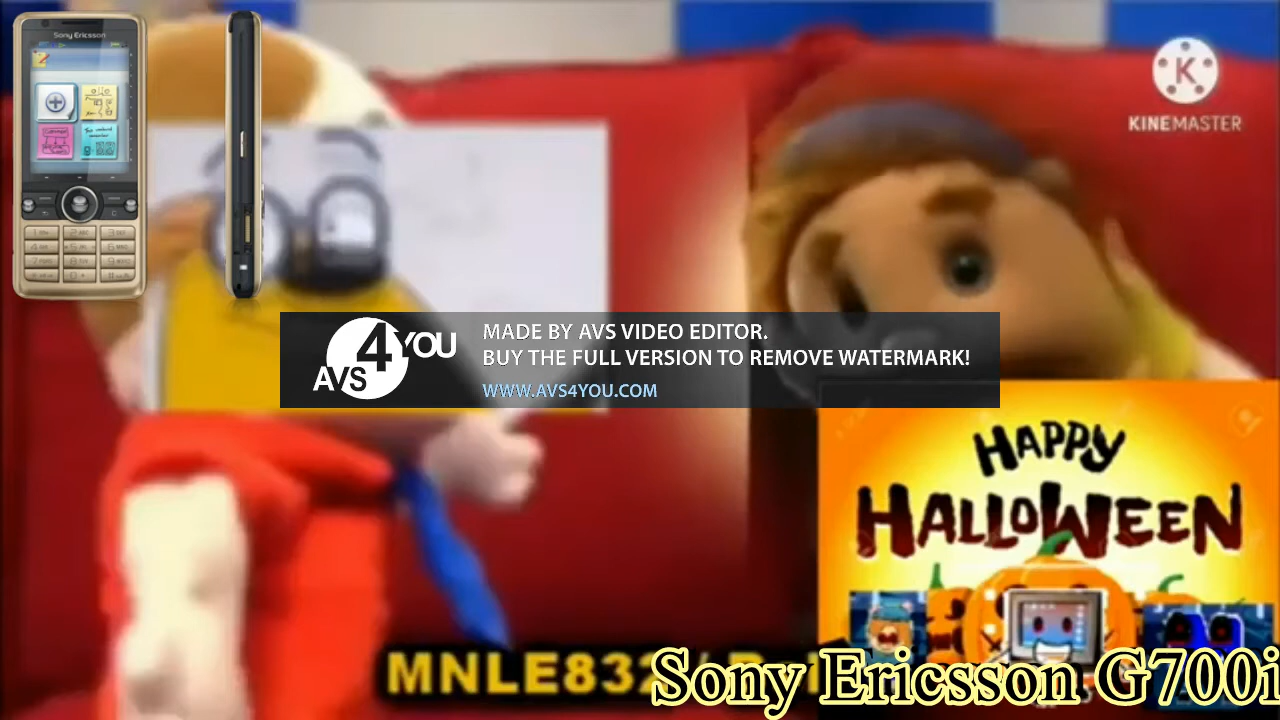 Sony Ericsson
K
KINEMASTER
AVS
4
YOU
MADE BY AVS VIDEO EDITOR.
BUY THE FULL VERSION TO REMOVE WATERMARK!
WWW.AVS4YOU.COM
HAPPY
HALLOWEEN
MNLE832
Sony Ericsson G700i